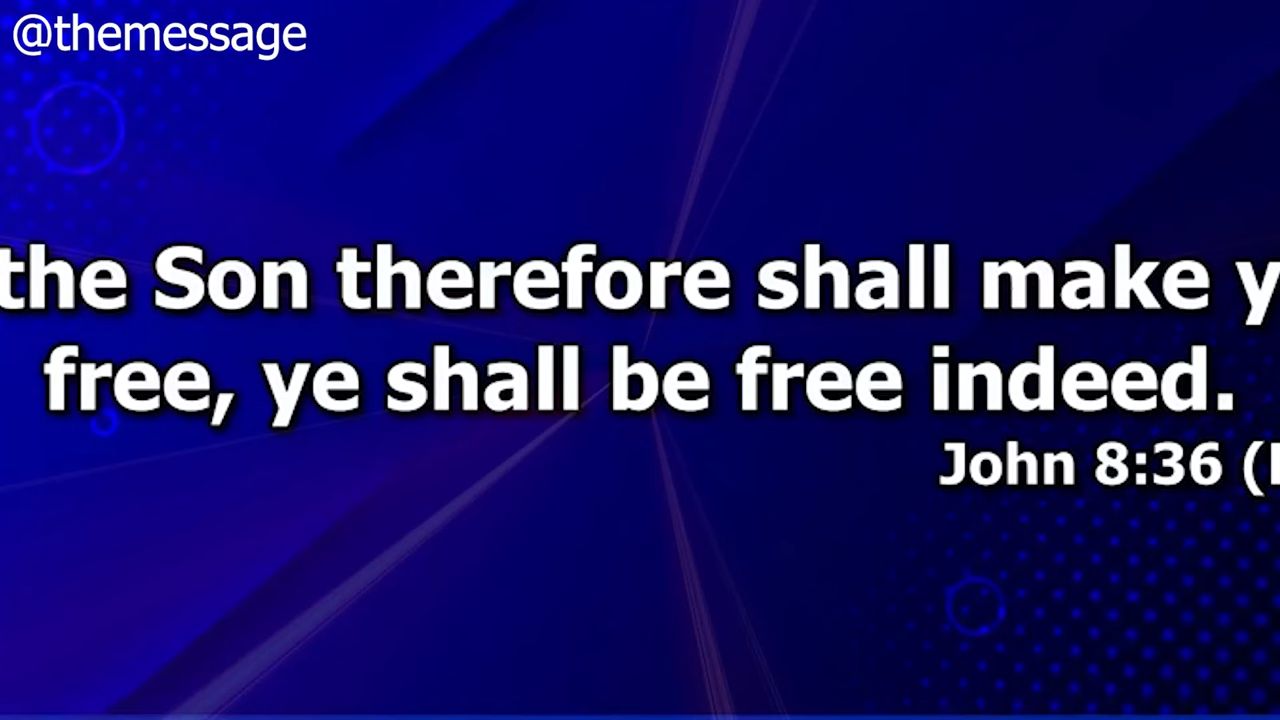 @themessage
the Son therefore shall make y
free, ye shall be free indeed.
John 8:36 (